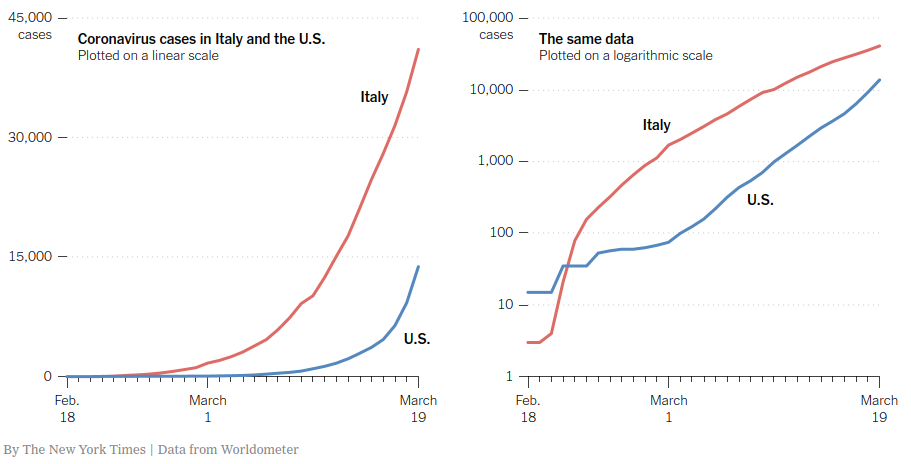 45,000
cases
Coronavirus cases in Italy and the U.S.
Plotted on a linear scale
Italy
30,000
15,000
U.S.
0
Feb.
18
March
1
March
19
100,000
cases
The same data
Plotted on a logarithmic scale
10,000
Italy
1,000
U.S.
100
10
1
Feb.
18
March
1
March
19
By The New York Times | Data from Worldometer